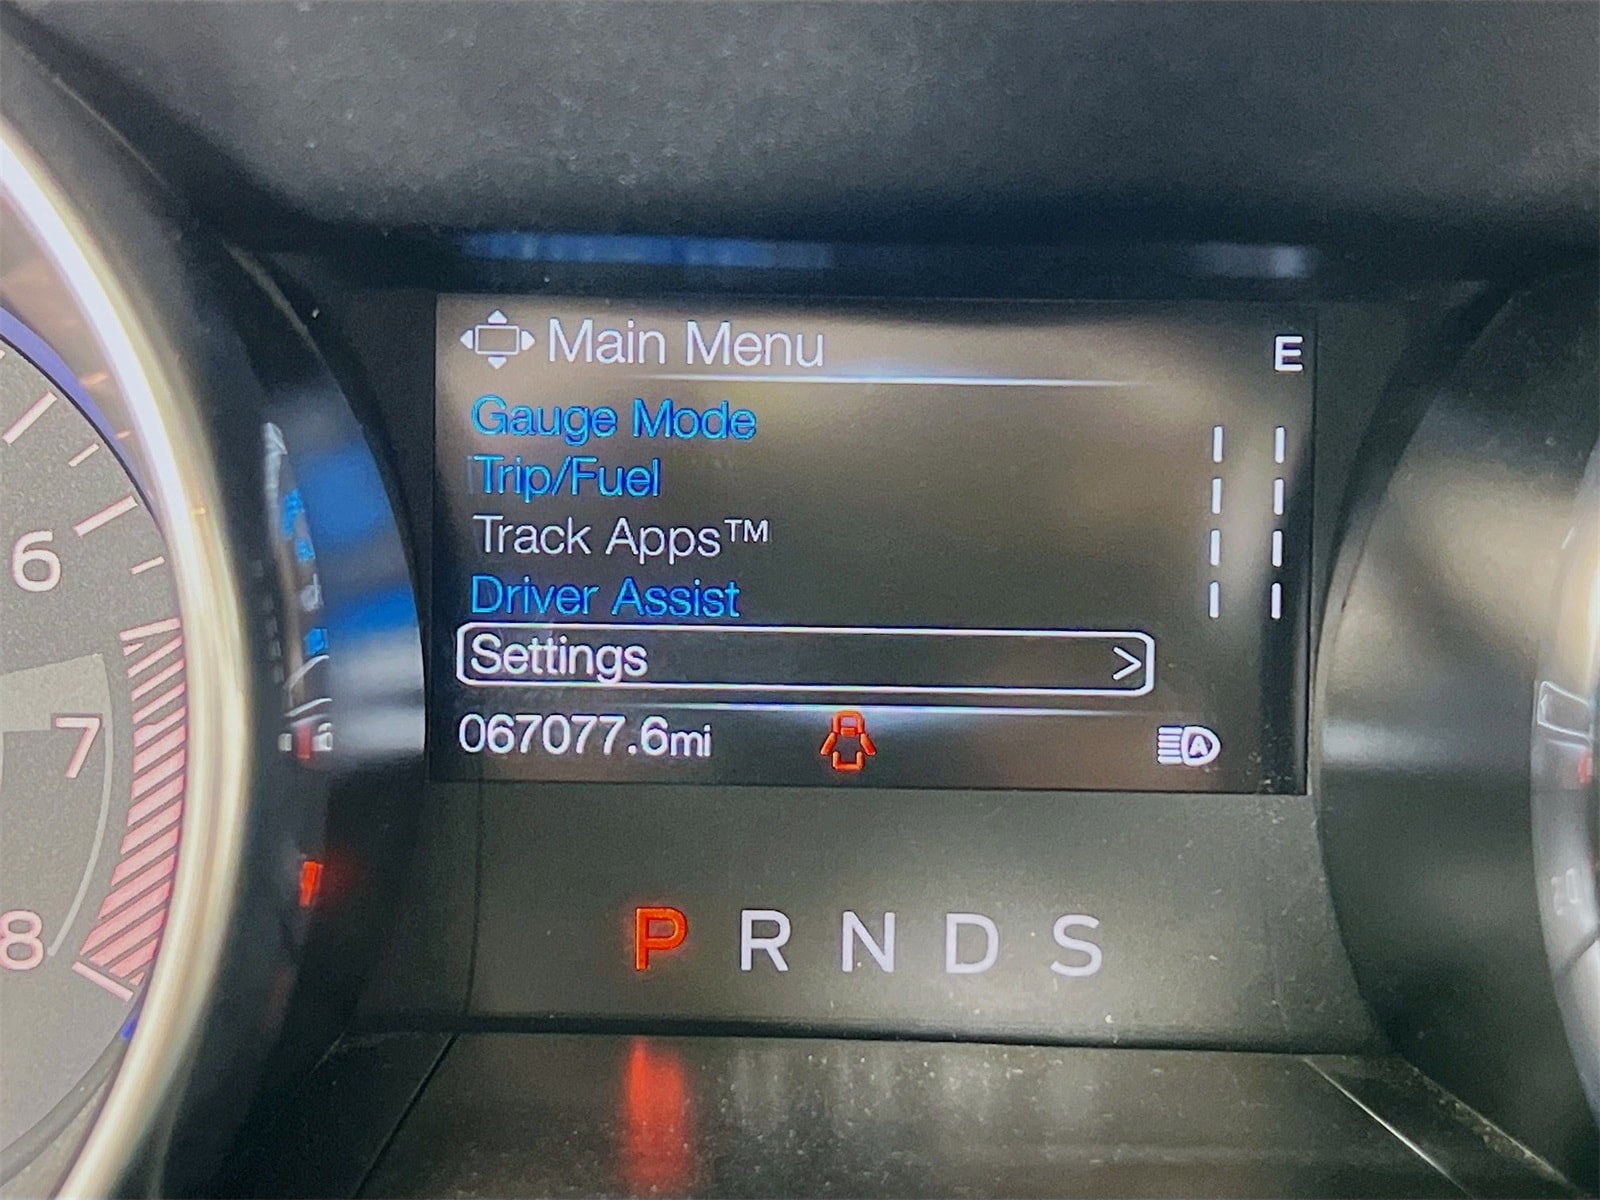 Main Menu
E
Gauge Mode
Trip/Fuel
Track Apps™
Driver Assist
Settings >
067077.6mi
A
P R N D S
6
7
8